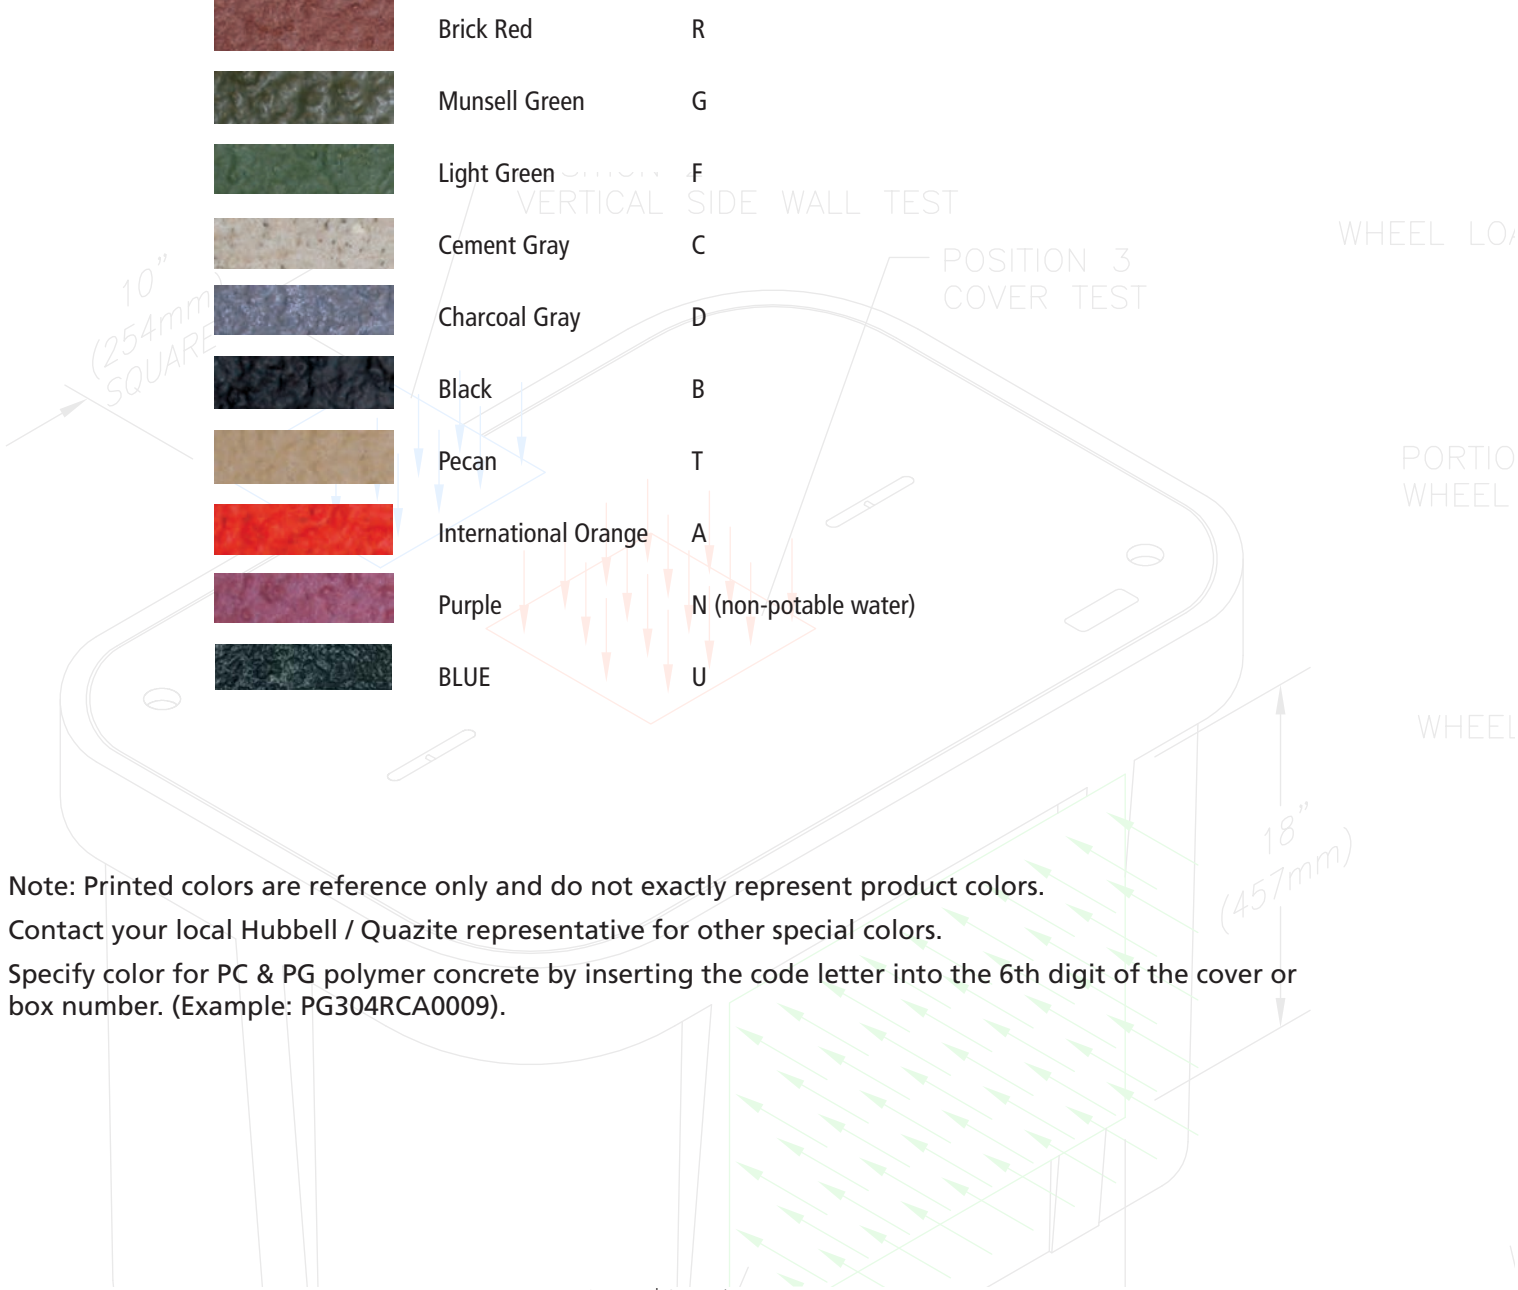 Brick Red R
Munsell Green G
Light Green F
VERTICAL SIDE WALL TEST
WHEEL
Cement Gray C
POSITION 3
COVER TEST
10"
(254mm)
SQUARE
Charcoal Gray D
Black B
Pecan T
WHEEL
International Orange A
Purple N (non-potable water)
BLUE U
WHEEL
18"
(457mm)
Note: Printed colors are reference only and do not exactly represent product colors.
Contact your local Hubbell / Quazite representative for other special colors.
Specify color for PC & PG polymer concrete by inserting the code letter into the 6th digit of the cover or
box number. (Example: PG304RCA0009).